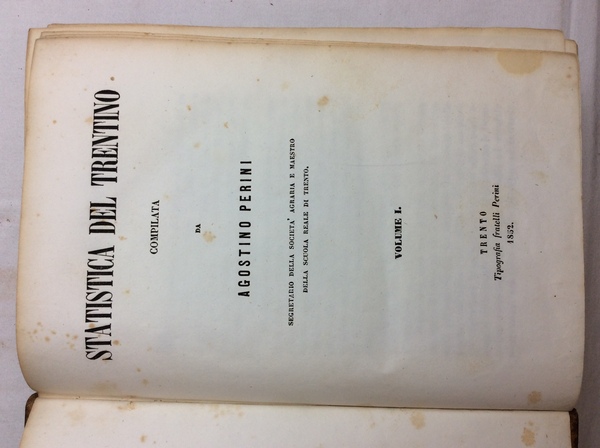 STATISTICA DEL TRENTINO
COMPILATA
DA
AGOSTINO PERINI
SEGRETARIO DELLA SOCIETA' AGRARIA E MAESTRO
DELLA SCUOLA REALE DI TRENTO.
VOLUME I.
TRENTO
Tipografia fratelli Perini
1852.